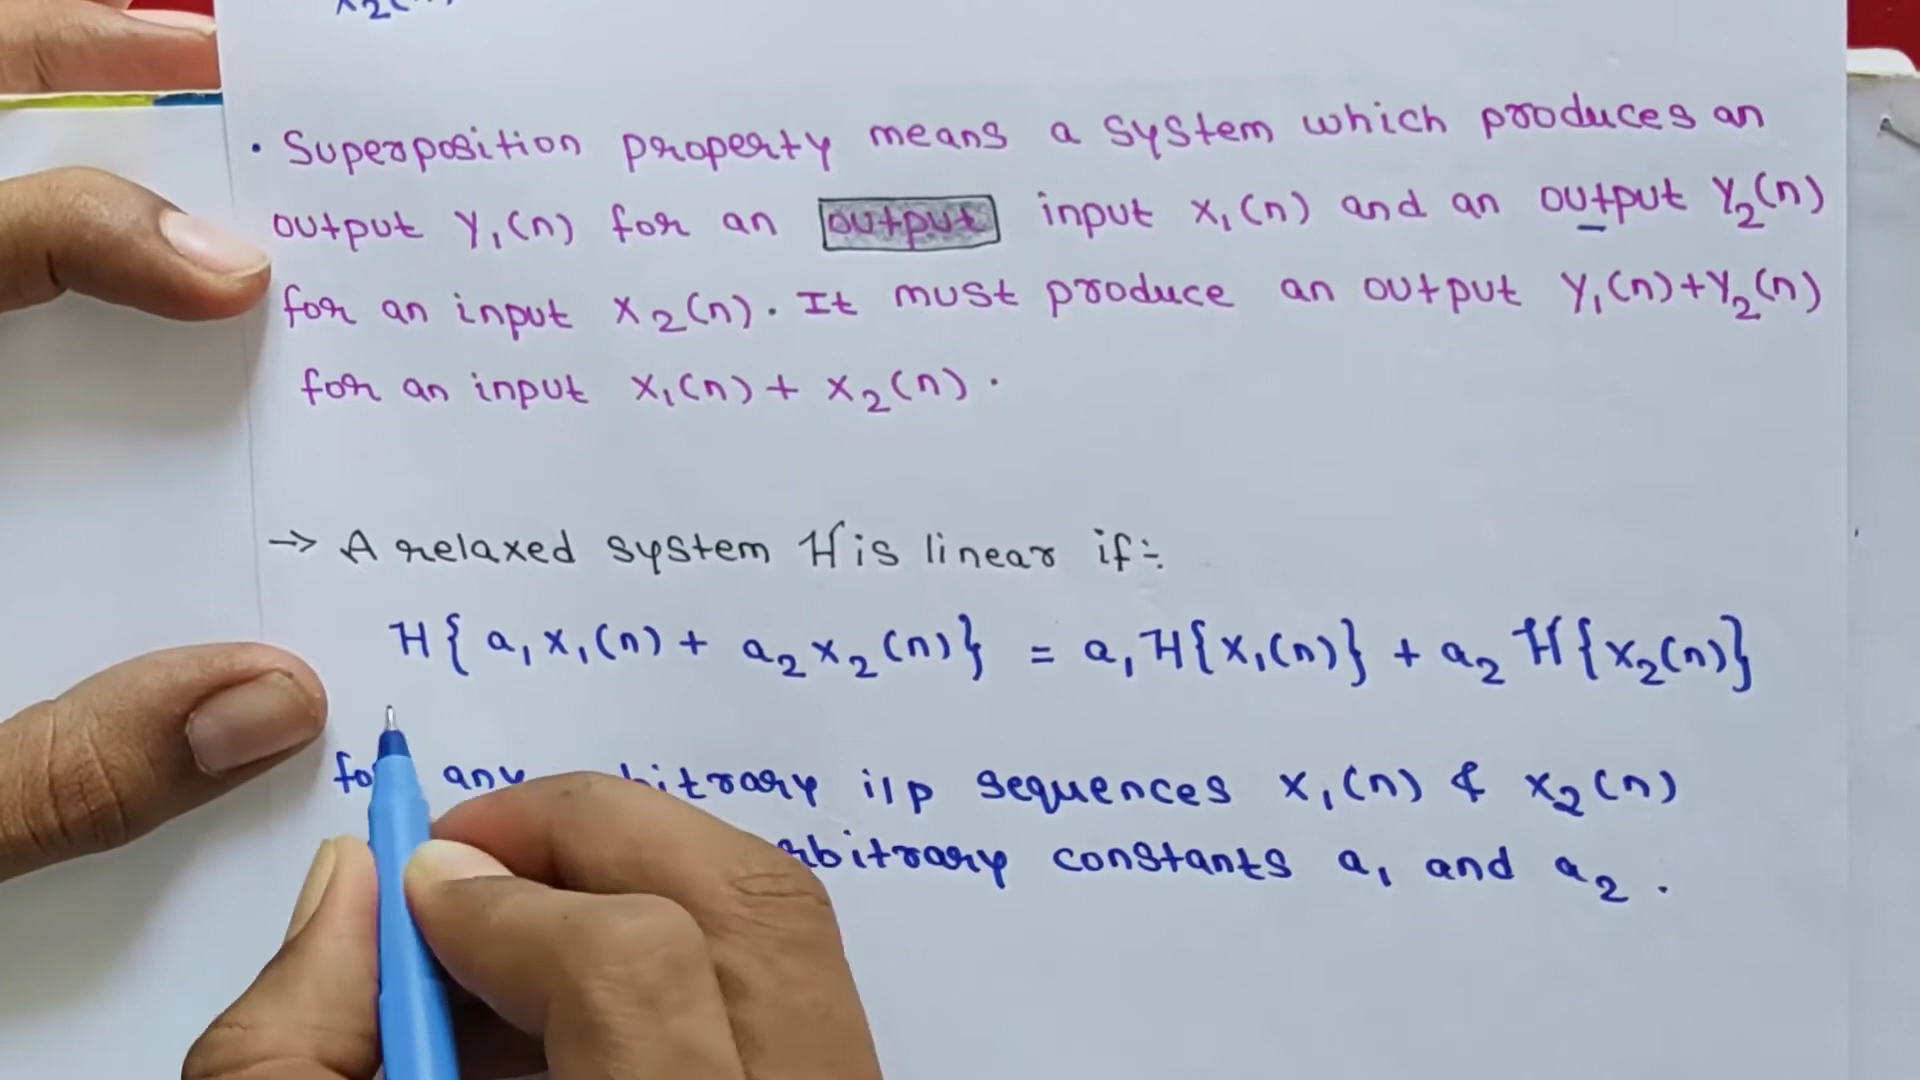 • Superposition property means a system which produces an
output y₁(n) for an output input x₁(n) and an output y₂(n)
for an input x₂(n). It must produce an output y₁(n)+y₂(n)
for an input x₁(n) + x₂(n).
→ A relaxed system H is linear if:-
H{ a₁x₁(n) + a₂x₂(n)} = a₁H{x₁(n)} + a₂ H{x₂(n)}
any i/p sequences x₁(n) & x₂(n)
constants a₁ and a₂.